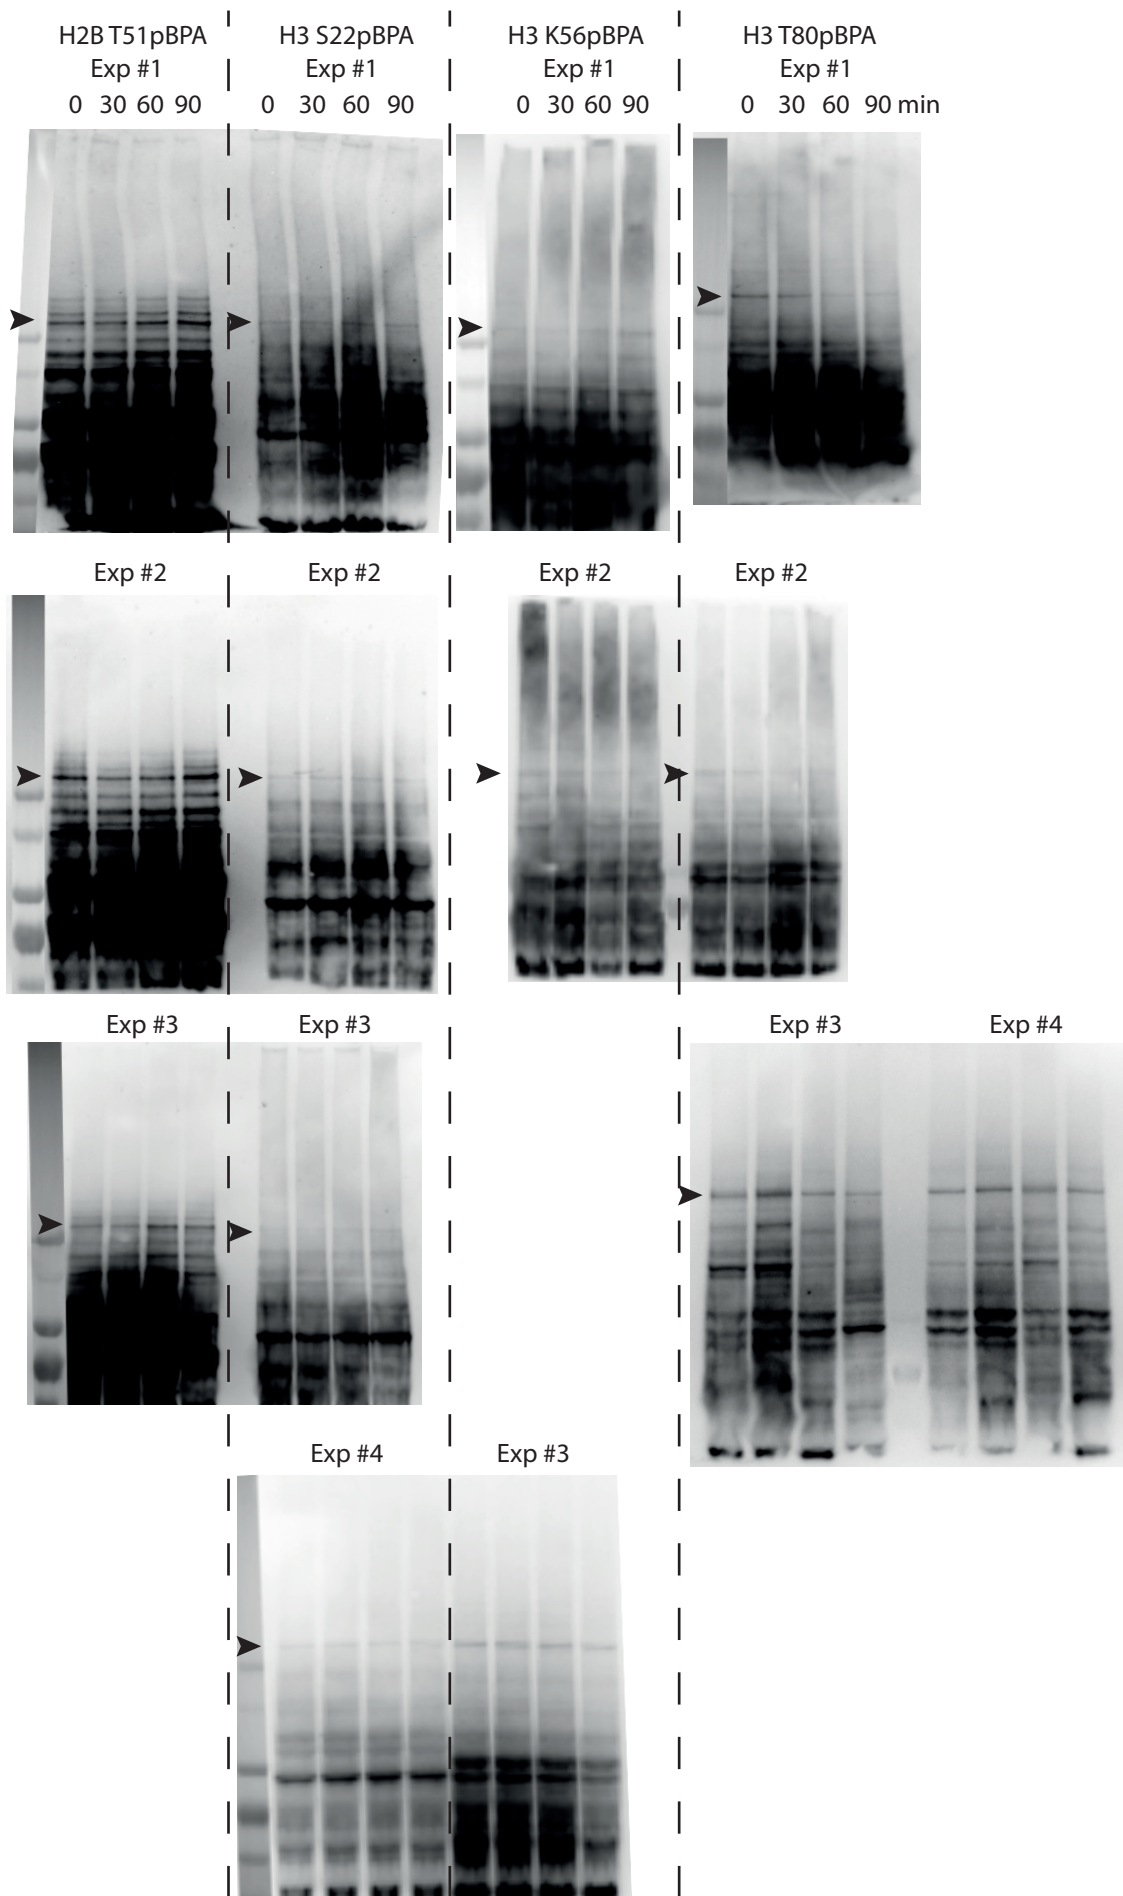 H2B T51pBPA H3 S22pBPA H3 K56pBPA H3 T80pBPA
Exp #1 Exp #1 Exp #1 Exp #1
0 30 60 90 0 30 60 90 0 30 60 90 0 30 60 90 min
Exp #2 Exp #2 Exp #2 Exp #2
Exp #3 Exp #3 Exp #3 Exp #4
Exp #4 Exp #3